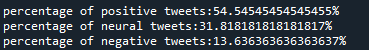 percentage of positive tweets:54.54545454545455%
percentage of neural tweets:31.818181818181817%
percentage of negative tweets:13.636363636363637%